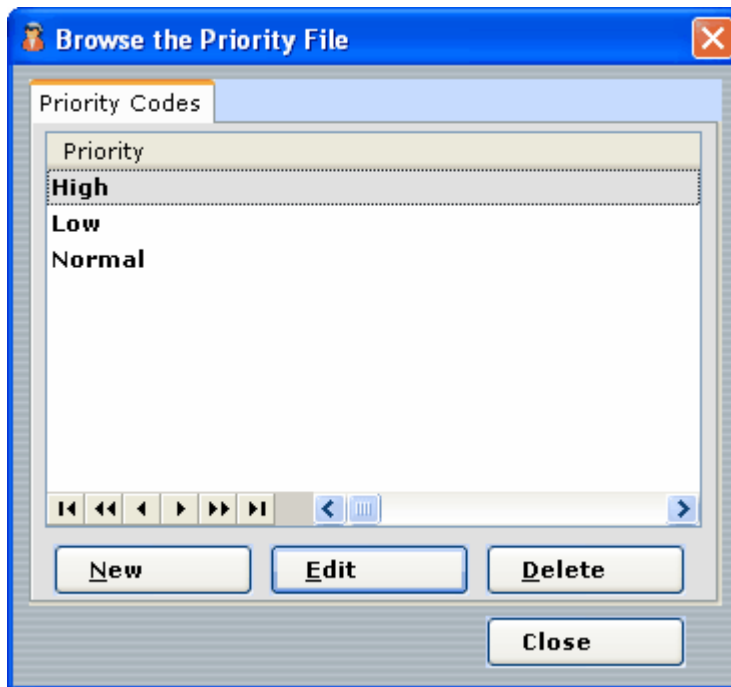 Browse the Priority File
Priority Codes
Priority
High
Low
Normal
New Edit Delete
Close